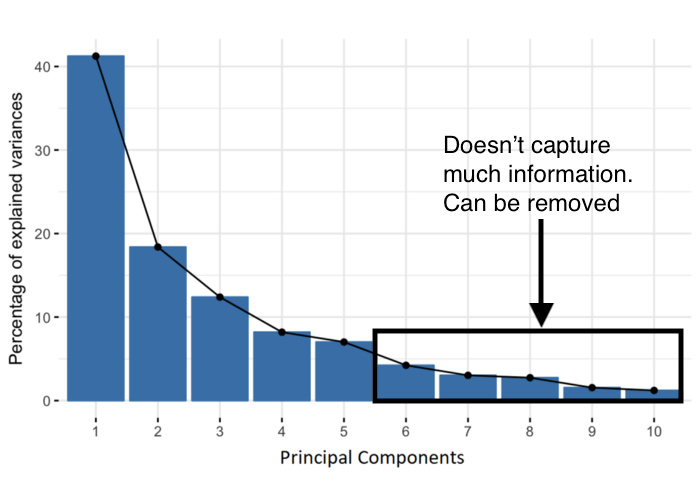 Percentage of explained variances
40
30
20
10
0
Doesn’t capture
much information.
Can be removed
1 2 3 4 5 6 7 8 9 10
Principal Components